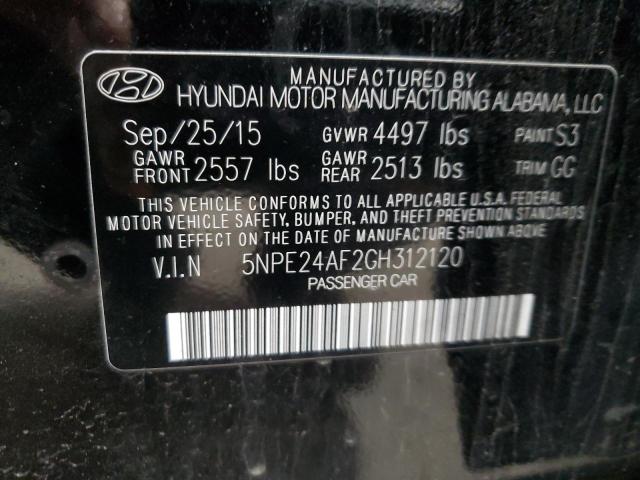 MANUFACTURED BY
HYUNDAI MOTOR MANUFACTURING ALABAMA, LLC
Sep/25/15 GVWR 4497 lbs PAINT S3
GAWR FRONT 2557 lbs GAWR REAR 2513 lbs TRIM GG
THIS VEHICLE CONFORMS TO ALL APPLICABLE U.S.A. FEDERAL
MOTOR VEHICLE SAFETY, BUMPER, AND THEFT PREVENTION STANDARDS
IN EFFECT ON THE DATE OF MANUFACTURE SHOWN ABOVE
V.I.N 5NPE24AF2GH312120
PASSENGER CAR